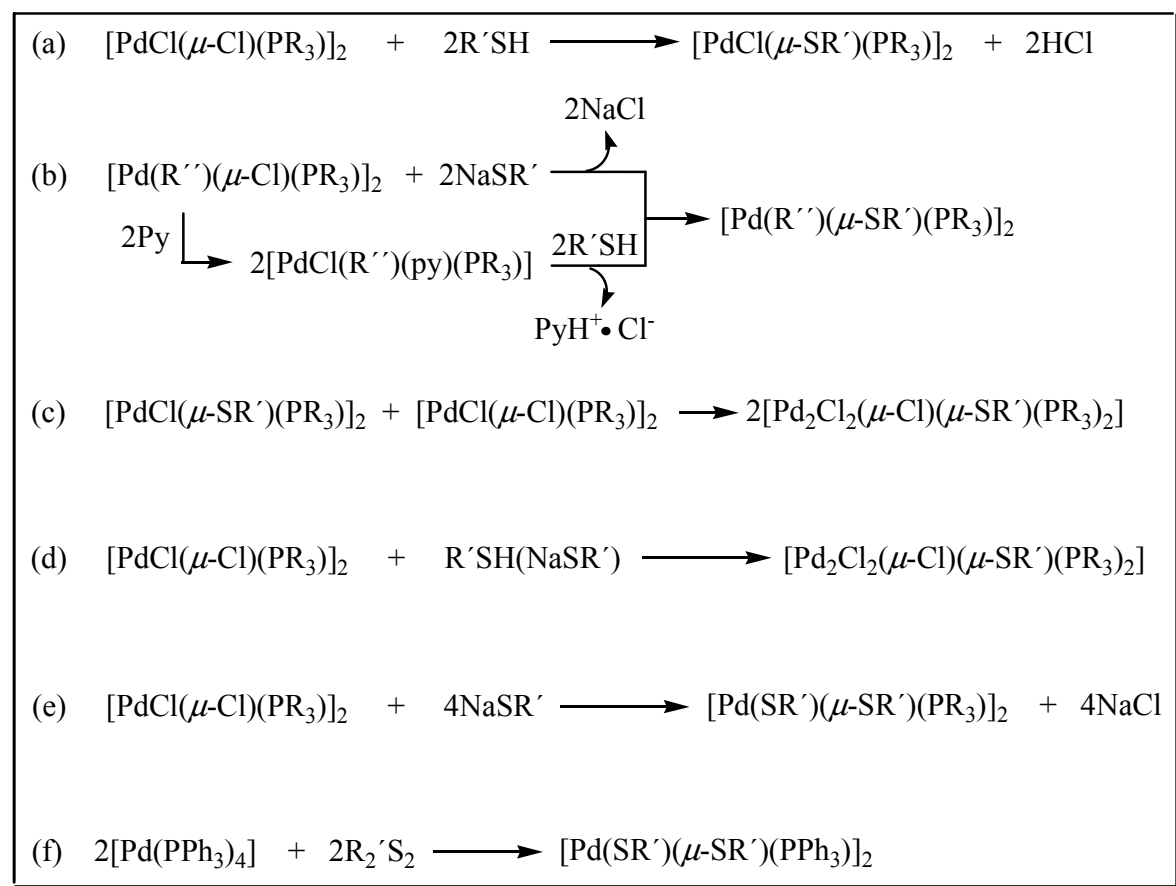 (a) [PdCl(μ-Cl)(PR₃)]₂ + 2R´SH [PdCl(μ-SR´)(PR₃)]₂ + 2HCl
2NaCl
(b) [Pd(R´´)(μ-Cl)(PR₃)]₂ + 2NaSR´
[Pd(R´´)(μ-SR´)(PR₃)]₂
2Py
2[PdCl(R´´)(py)(PR₃)] 2R´SH
PyH⁺• Cl⁻
(c) [PdCl(μ-SR´)(PR₃)]₂ + [PdCl(μ-Cl)(PR₃)]₂ 2[Pd₂Cl₂(μ-Cl)(μ-SR´)(PR₃)₂]
(d) [PdCl(μ-Cl)(PR₃)]₂ + R´SH(NaSR´) [Pd₂Cl₂(μ-Cl)(μ-SR´)(PR₃)₂]
(e) [PdCl(μ-Cl)(PR₃)]₂ + 4NaSR´ [Pd(SR´)(μ-SR´)(PR₃)]₂ + 4NaCl
(f) 2[Pd(PPh₃)₄] + 2R₂´S₂ [Pd(SR´)(μ-SR´)(PPh₃)]₂